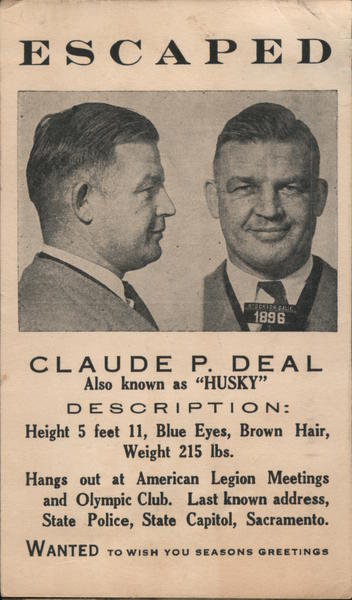 ESCAPED
STOCKTON CALIF.
1896
CLAUDE P. DEAL
Also known as "HUSKY"
DESCRIPTION:
Height 5 feet 11, Blue Eyes, Brown Hair,
Weight 215 lbs.
Hangs out at American Legion Meetings
and Olympic Club. Last known address,
State Police, State Capitol, Sacramento.
WANTED TO WISH YOU SEASONS GREETINGS